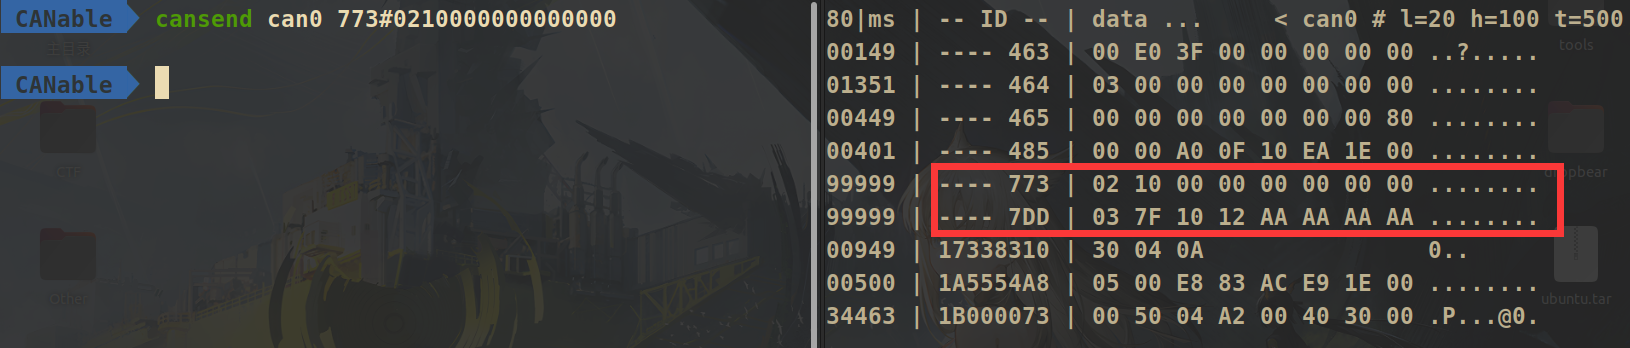 CANable cansend can0 773#0210000000000000
CANable
主目录
CTF
Other
80|ms | -- ID -- | data ... < can0 # l=20 h=100 t=500
00149 | ---- 463 | 00 E0 3F 00 00 00 00 00 ..?.....
01351 | ---- 464 | 03 00 00 00 00 00 00 00 ........
00449 | ---- 465 | 00 00 00 00 00 00 00 80 ........
00401 | ---- 485 | 00 00 A0 0F 10 EA 1E 00 ........
99999 | ---- 773 | 02 10 00 00 00 00 00 00 ........
99999 | ---- 7DD | 03 7F 10 12 AA AA AA AA ........
00949 | 17338310 | 30 04 0A 0..
00500 | 1A5554A8 | 05 00 E8 83 AC E9 1E 00 ........
34463 | 1B000073 | 00 50 04 A2 00 40 30 00 .P...@0.
tools
dropbear
ubuntu.tar